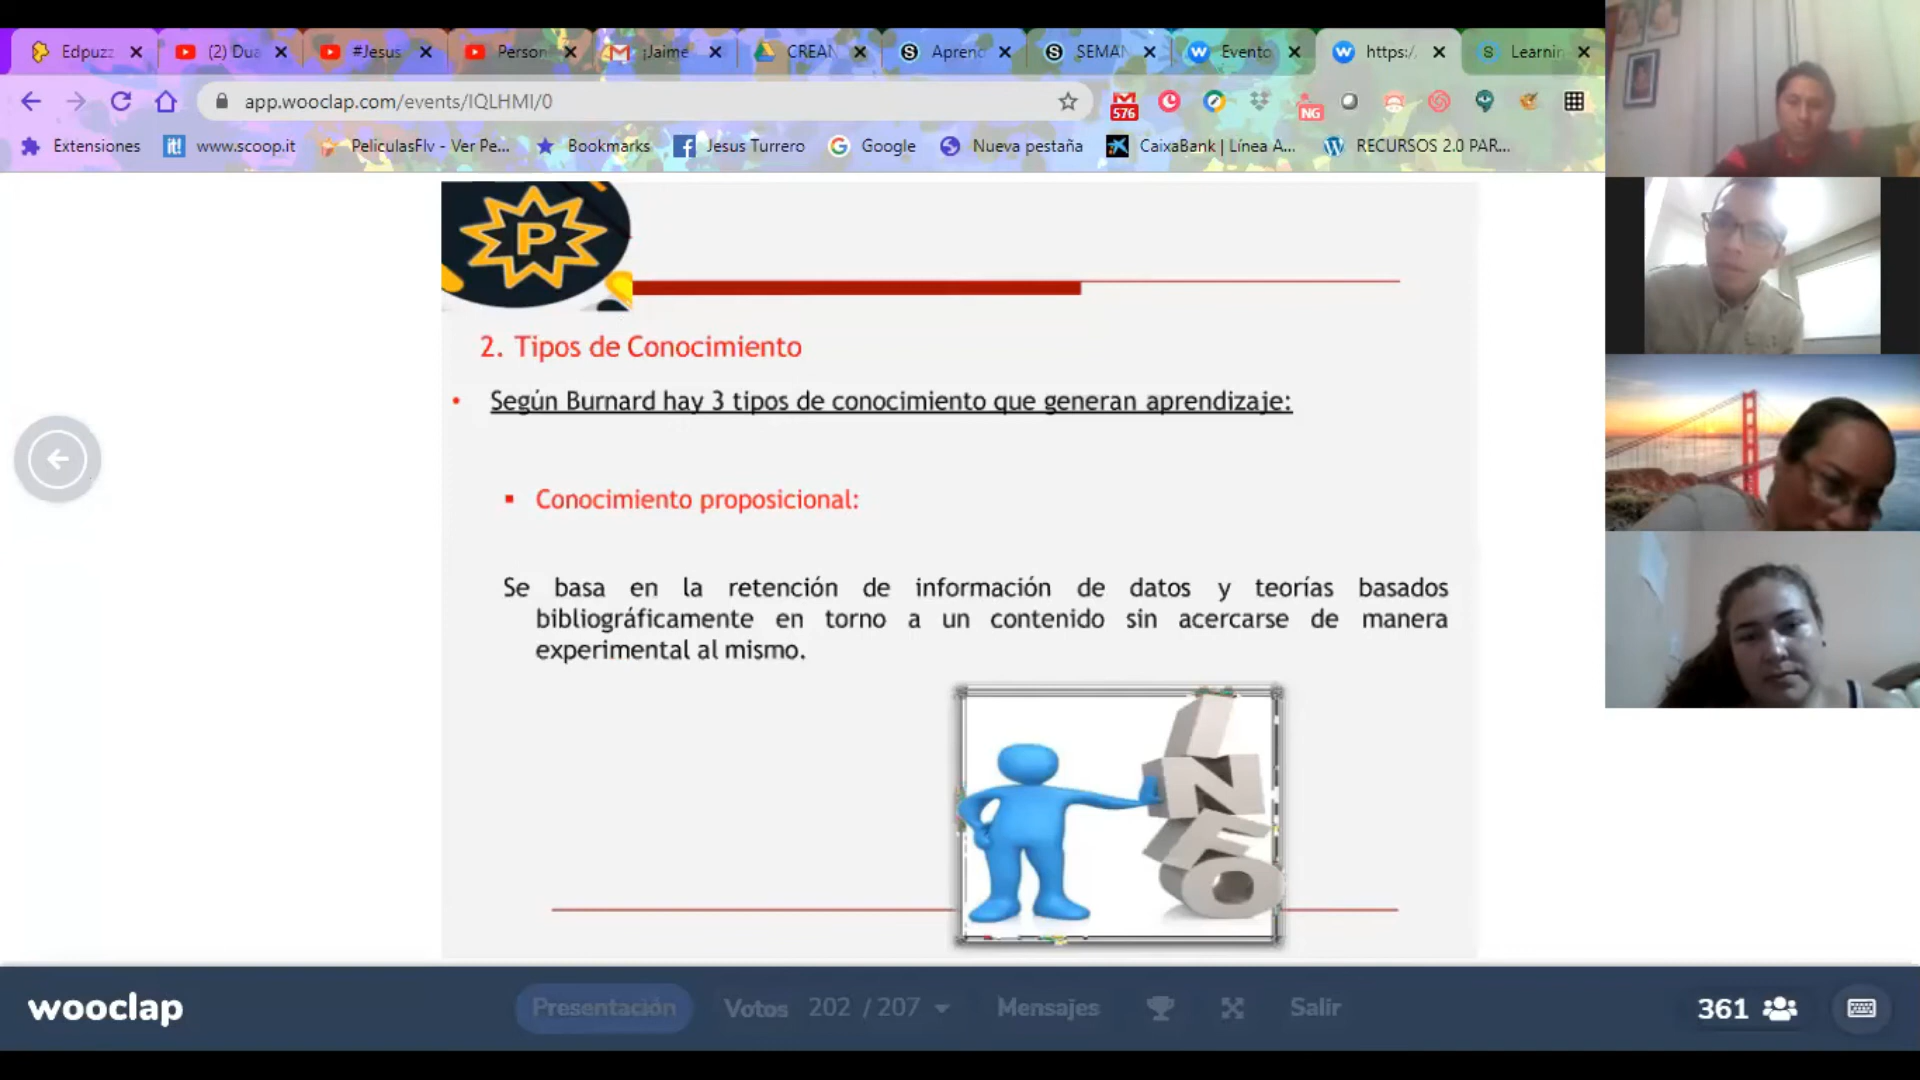 Edpuzz
(2) Dua
#Jesus
Person
¡Jaime
CREAN
Aprend
SEMAN
Evento
https:/
Learnin
app.wooclap.com/events/IQLHMI/0
576
NG
Extensiones
it!
www.scoop.it
PeliculasFlv - Ver Pe...
Bookmarks
Jesus Turrero
Google
Nueva pestaña
CaixaBank | Línea A...
RECURSOS 2.0 PAR...
P
2. Tipos de Conocimiento
• Según Burnard hay 3 tipos de conocimiento que generan aprendizaje:
▪ Conocimiento proposicional:
Se basa en la retención de información de datos y teorías basados
bibliográficamente en torno a un contenido sin acercarse de manera
experimental al mismo.
INFO
wooclap
Presentación
Votos 202 / 207
Mensajes
Salir
361